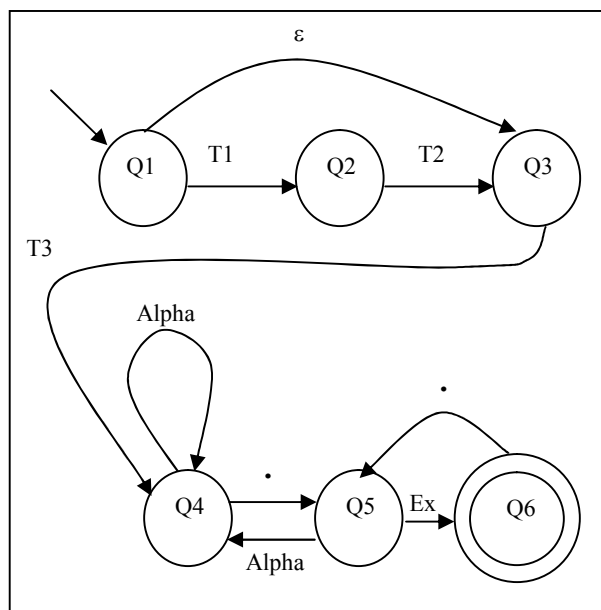 ε
Q1 T1 Q2 T2 Q3
T3
Alpha
.
.
Q4 Q5 Ex Q6
Alpha